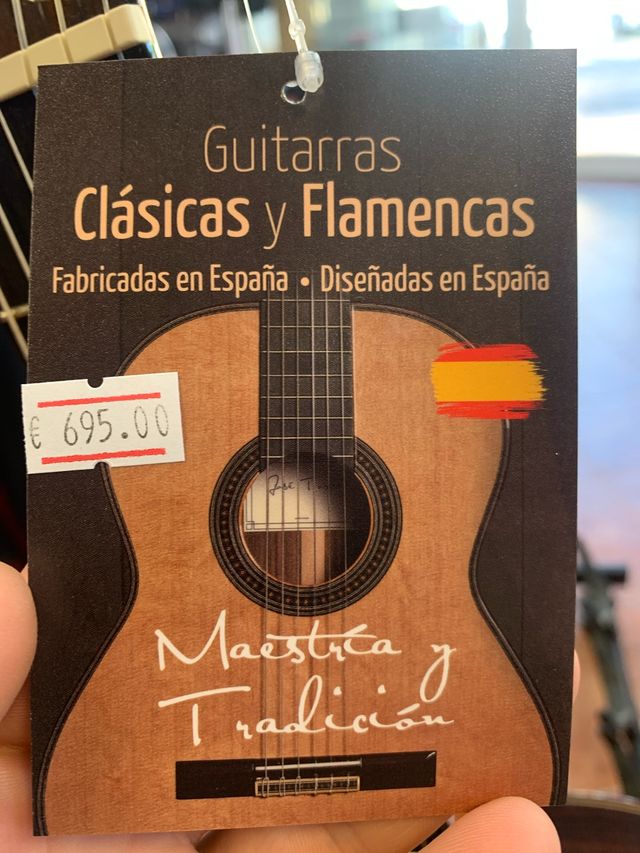 Guitarras
Clásicas y Flamencas
Fabricadas en España • Diseñadas en España
€ 695.00
Maestría y
Tradición